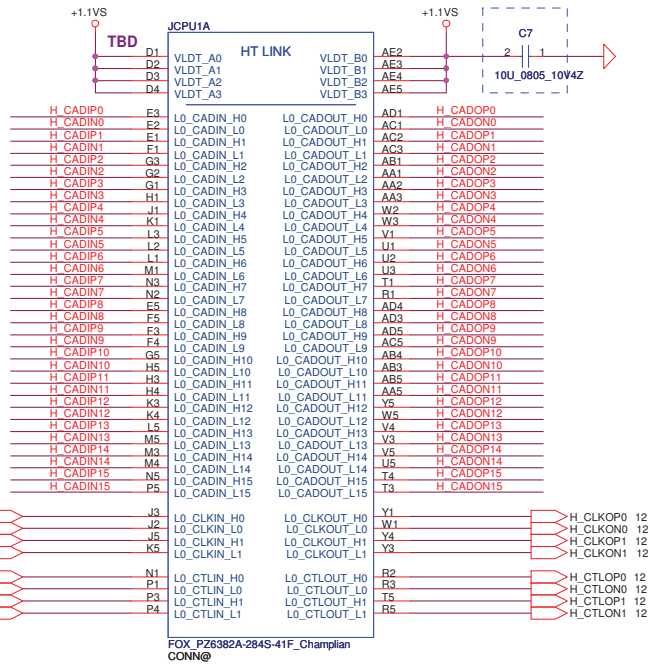 +1.1VS +1.1VS
JCPU1A
TBD
HT LINK
C7
2 1
10U_0805_10V4Z
D1 VLDT_A0 VLDT_B0 AE2
D2 VLDT_A1 VLDT_B1 AE3
D3 VLDT_A2 VLDT_B2 AE4
D4 VLDT_A3 VLDT_B3 AE5
H_CADIP0 E3 L0_CADIN_H0 L0_CADOUT_H0 AD1 H_CADOP0
H_CADIN0 E2 L0_CADIN_L0 L0_CADOUT_L0 AC1 H_CADON0
H_CADIP1 E1 L0_CADIN_H1 L0_CADOUT_H1 AC2 H_CADOP1
H_CADIN1 F1 L0_CADIN_L1 L0_CADOUT_L1 AC3 H_CADON1
H_CADIP2 G3 L0_CADIN_H2 L0_CADOUT_H2 AB1 H_CADOP2
H_CADIN2 G2 L0_CADIN_L2 L0_CADOUT_L2 AA1 H_CADON2
H_CADIP3 G1 L0_CADIN_H3 L0_CADOUT_H3 AA2 H_CADOP3
H_CADIN3 H1 L0_CADIN_L3 L0_CADOUT_L3 AA3 H_CADON3
H_CADIP4 J1 L0_CADIN_H4 L0_CADOUT_H4 W2 H_CADOP4
H_CADIN4 K1 L0_CADIN_L4 L0_CADOUT_L4 W3 H_CADON4
H_CADIP5 L3 L0_CADIN_H5 L0_CADOUT_H5 V1 H_CADOP5
H_CADIN5 L2 L0_CADIN_L5 L0_CADOUT_L5 U1 H_CADON5
H_CADIP6 L1 L0_CADIN_H6 L0_CADOUT_H6 U2 H_CADOP6
H_CADIN6 M1 L0_CADIN_L6 L0_CADOUT_L6 U3 H_CADON6
H_CADIP7 N3 L0_CADIN_H7 L0_CADOUT_H7 T1 H_CADOP7
H_CADIN7 N2 L0_CADIN_L7 L0_CADOUT_L7 R1 H_CADON7
H_CADIP8 E5 L0_CADIN_H8 L0_CADOUT_H8 AD4 H_CADOP8
H_CADIN8 F5 L0_CADIN_L8 L0_CADOUT_L8 AD3 H_CADON8
H_CADIP9 F3 L0_CADIN_H9 L0_CADOUT_H9 AD5 H_CADOP9
H_CADIN9 F4 L0_CADIN_L9 L0_CADOUT_L9 AC5 H_CADON9
H_CADIP10 G5 L0_CADIN_H10 L0_CADOUT_H10 AB4 H_CADOP10
H_CADIN10 H5 L0_CADIN_L10 L0_CADOUT_L10 AB3 H_CADON10
H_CADIP11 H3 L0_CADIN_H11 L0_CADOUT_H11 AB5 H_CADOP11
H_CADIN11 H4 L0_CADIN_L11 L0_CADOUT_L11 AA5 H_CADON11
H_CADIP12 K3 L0_CADIN_H12 L0_CADOUT_H12 Y5 H_CADOP12
H_CADIN12 K4 L0_CADIN_L12 L0_CADOUT_L12 W5 H_CADON12
H_CADIP13 L5 L0_CADIN_H13 L0_CADOUT_H13 V4 H_CADOP13
H_CADIN13 M5 L0_CADIN_L13 L0_CADOUT_L13 V3 H_CADON13
H_CADIP14 M3 L0_CADIN_H14 L0_CADOUT_H14 V5 H_CADOP14
H_CADIN14 M4 L0_CADIN_L14 L0_CADOUT_L14 U5 H_CADON14
H_CADIP15 N5 L0_CADIN_H15 L0_CADOUT_H15 T4 H_CADOP15
H_CADIN15 P5 L0_CADIN_L15 L0_CADOUT_L15 T3 H_CADON15
J3 L0_CLKIN_H0 L0_CLKOUT_H0 Y1 H_CLKOP0 12
J2 L0_CLKIN_L0 L0_CLKOUT_L0 W1 H_CLKON0 12
J5 L0_CLKIN_H1 L0_CLKOUT_H1 Y4 H_CLKOP1 12
K5 L0_CLKIN_L1 L0_CLKOUT_L1 Y3 H_CLKON1 12
N1 L0_CTLIN_H0 L0_CTLOUT_H0 R2 H_CTLOP0 12
P1 L0_CTLIN_L0 L0_CTLOUT_L0 R3 H_CTLON0 12
P3 L0_CTLIN_H1 L0_CTLOUT_H1 T5 H_CTLOP1 12
P4 L0_CTLIN_L1 L0_CTLOUT_L1 R5 H_CTLON1 12
FOX_PZ6382A-284S-41F_Champlian
CONN@